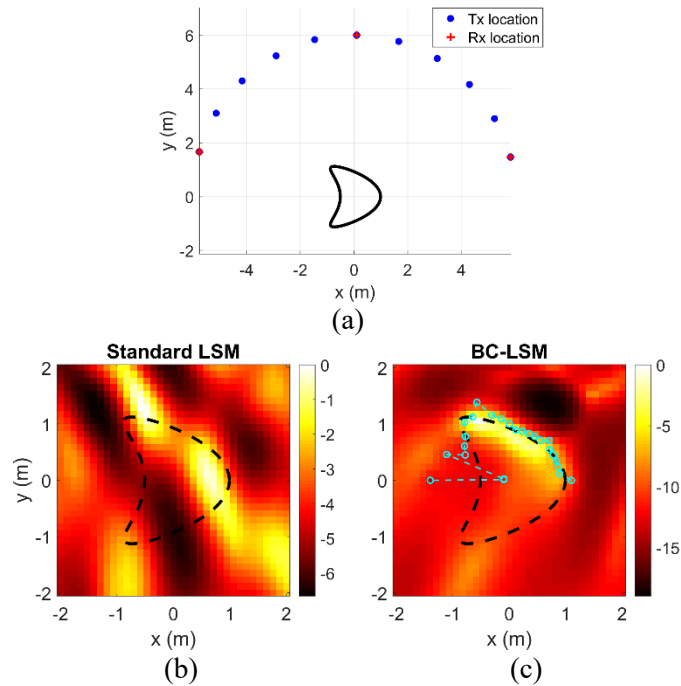 Tx location
Rx location
6
4
2
0
-2
y (m)
-4 -2 0 2 4
x (m)
(a)
Standard LSM
2
1
0
-1
-2
y (m)
-2 -1 0 1 2
x (m)
0
-1
-2
-3
-4
-5
-6
(b)
BC-LSM
2
1
0
-1
-2
y (m)
-2 -1 0 1 2
x (m)
0
-5
-10
-15
(c)